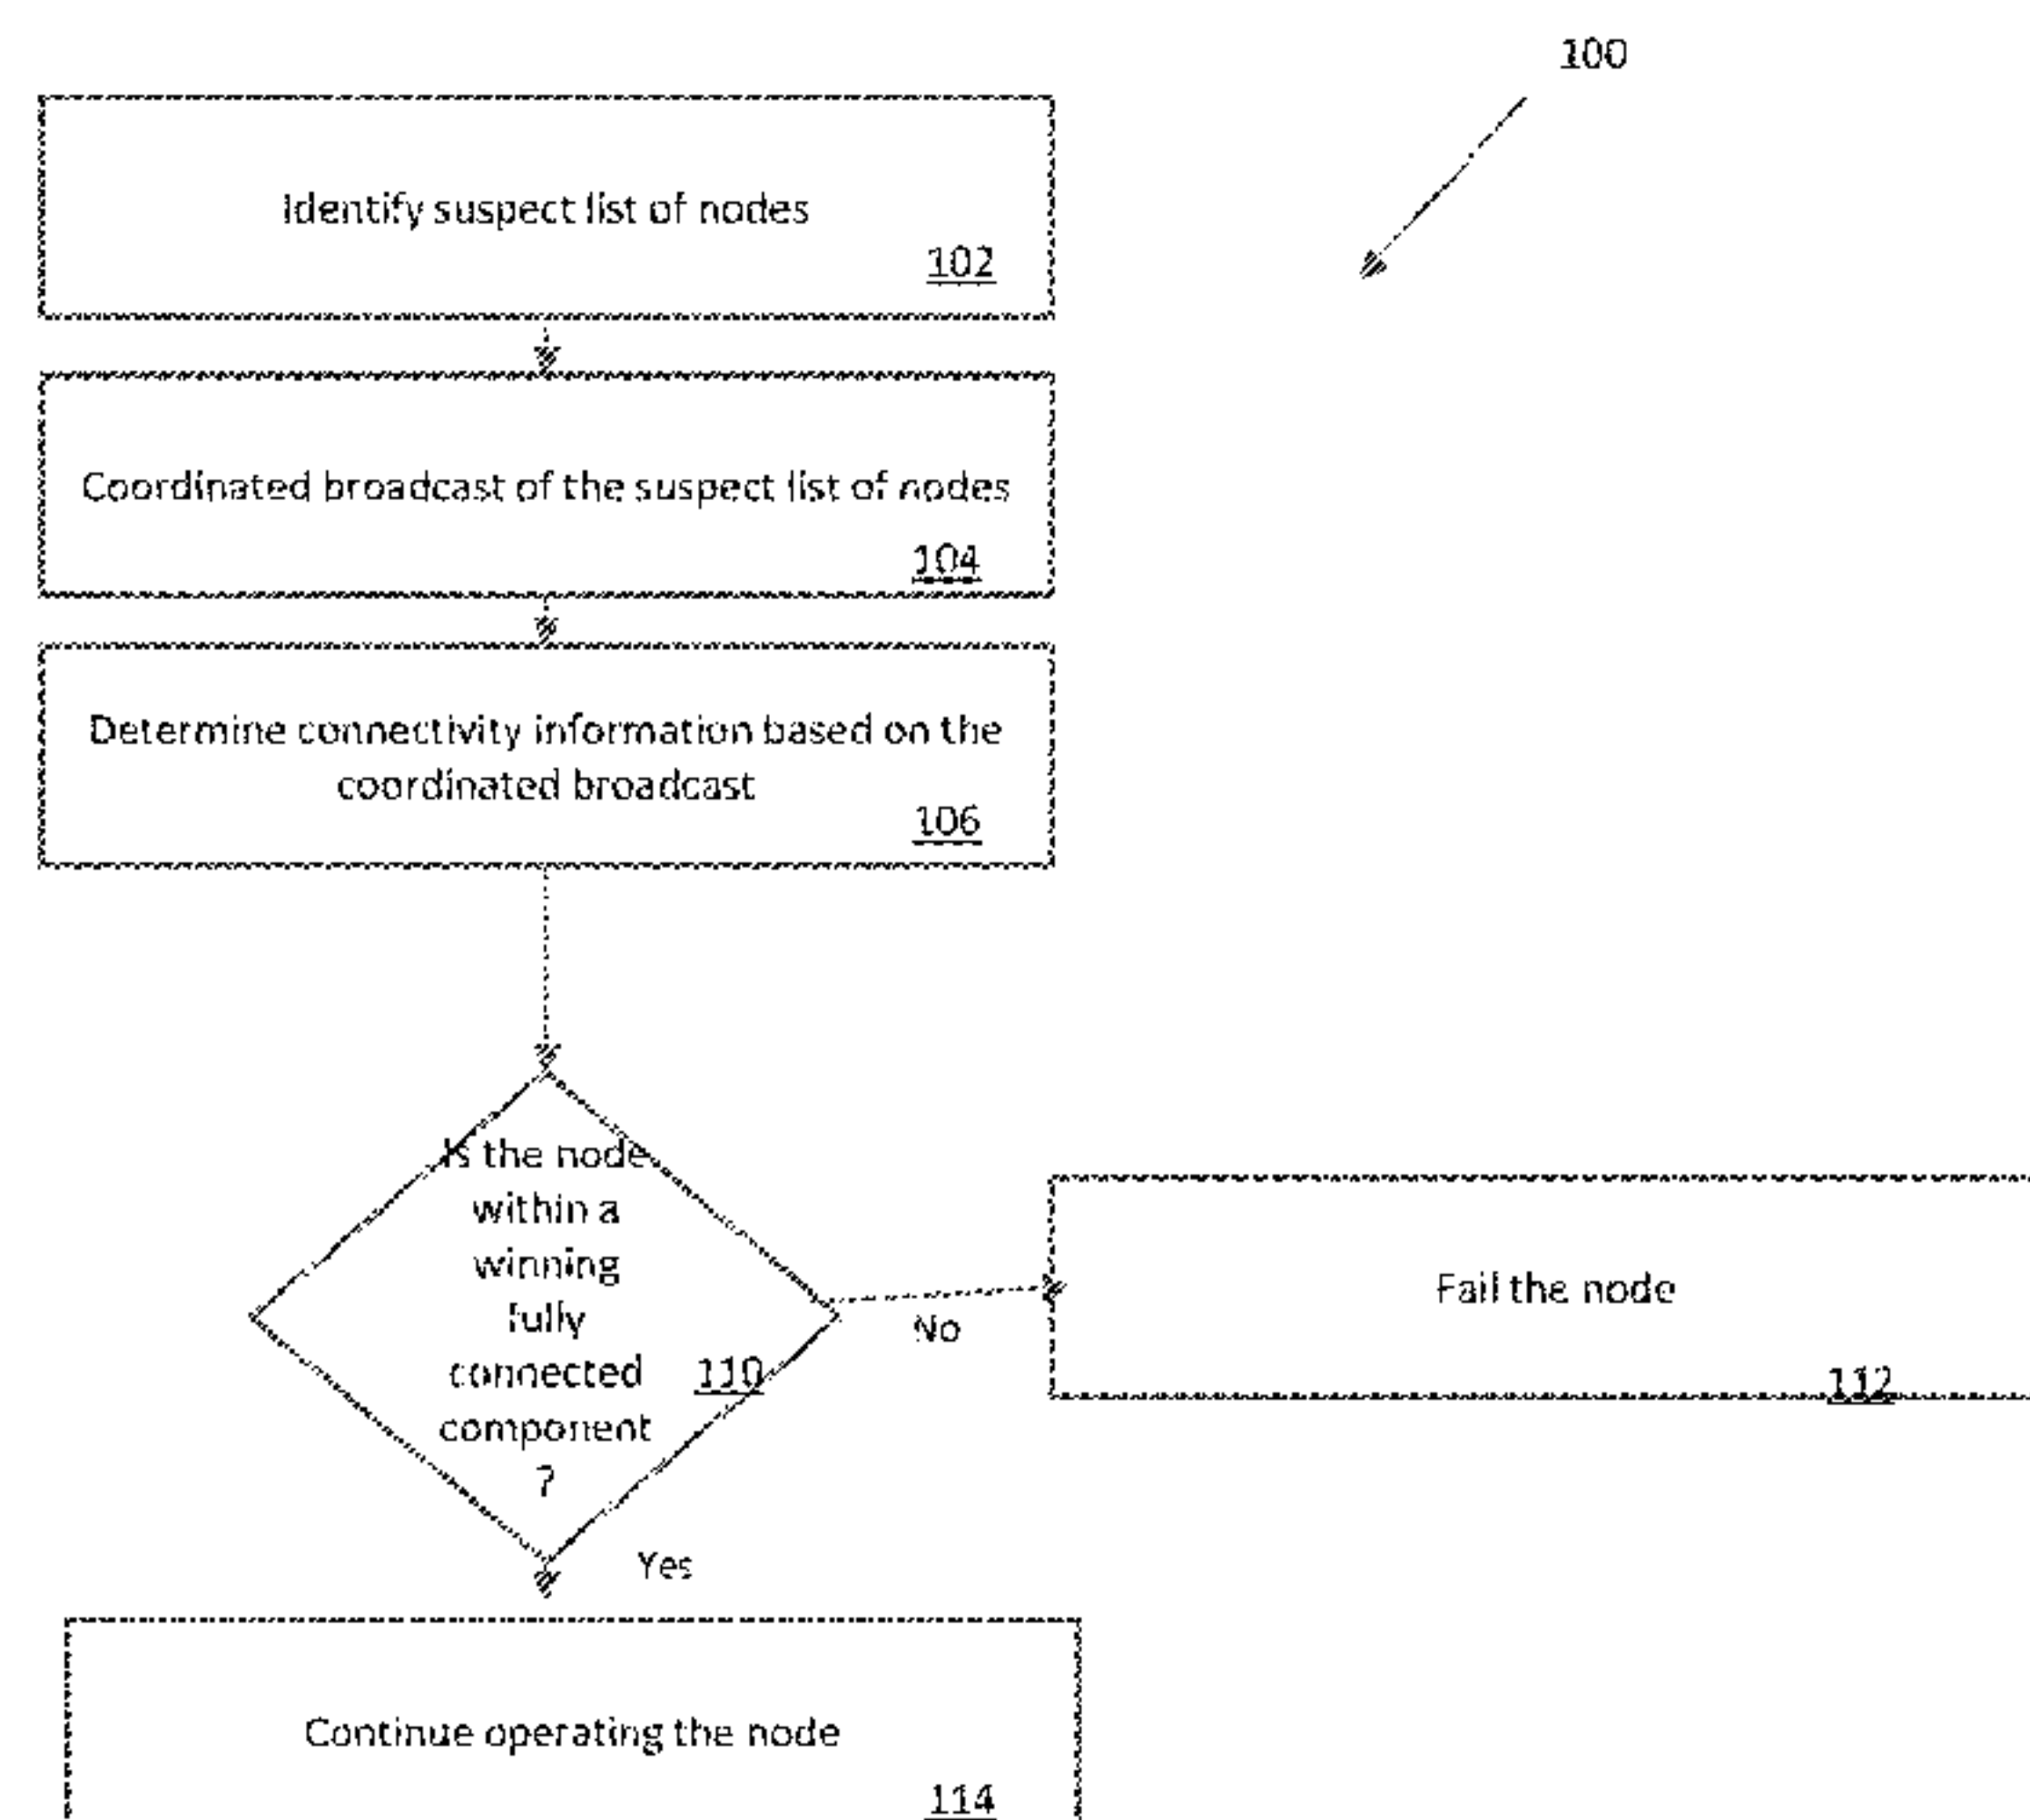 100
Identify suspect list of nodes
102
Coordinated broadcast of the suspect list of nodes
104
Determine connectivity information based on the
coordinated broadcast
106
Is the node
within a
winning
fully
connected
component
?
110
No
Fail the node
112
Yes
Continue operating the node
114